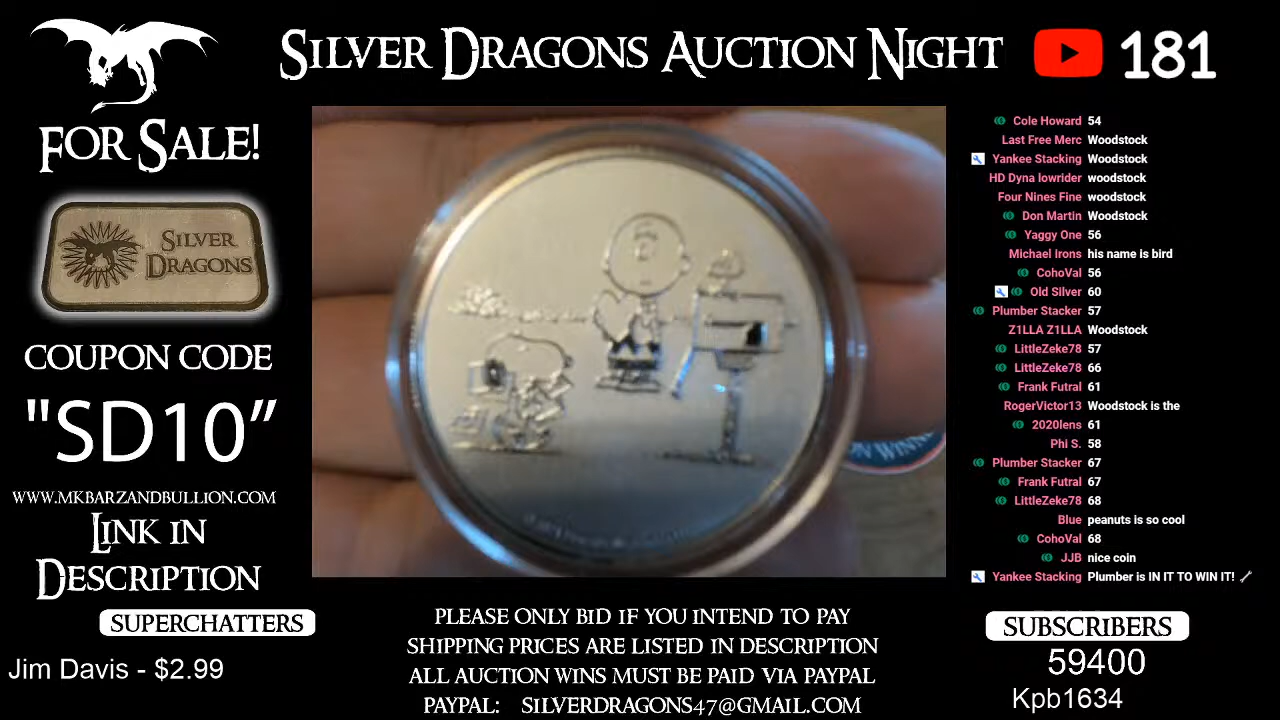 SILVER DRAGONS AUCTION NIGHT
181
FOR SALE!
SILVER
DRAGONS
COUPON CODE
"SD10”
WWW.MKBARZANDBULLION.COM
LINK IN
DESCRIPTION
SUPERCHATTERS
Jim Davis - $2.99
Cole Howard 54
Last Free Merc Woodstock
Yankee Stacking Woodstock
HD Dyna lowrider woodstock
Four Nines Fine woodstock
Don Martin Woodstock
Yaggy One 56
Michael irons his name is bird
CohoVal 56
Old Silver 60
Plumber Stacker 57
Z1LLA Z1LLA Woodstock
LittleZeke78 57
LittleZeke78 66
Frank Futral 61
RogerVictor13 Woodstock is the
2020lens 61
Phi S. 58
Plumber Stacker 67
Frank Futral 67
LittleZeke78 68
Blue peanuts is so cool
CohoVal 68
JJB nice coin
Yankee Stacking Plumber is IN IT TO WIN IT!
PLEASE ONLY BID IF YOU INTEND TO PAY
SHIPPING PRICES ARE LISTED IN DESCRIPTION
ALL AUCTION WINS MUST BE PAID VIA PAYPAL
PAYPAL: SILVERDRAGONS47@GMAIL.COM
SUBSCRIBERS
59400
Kpb1634